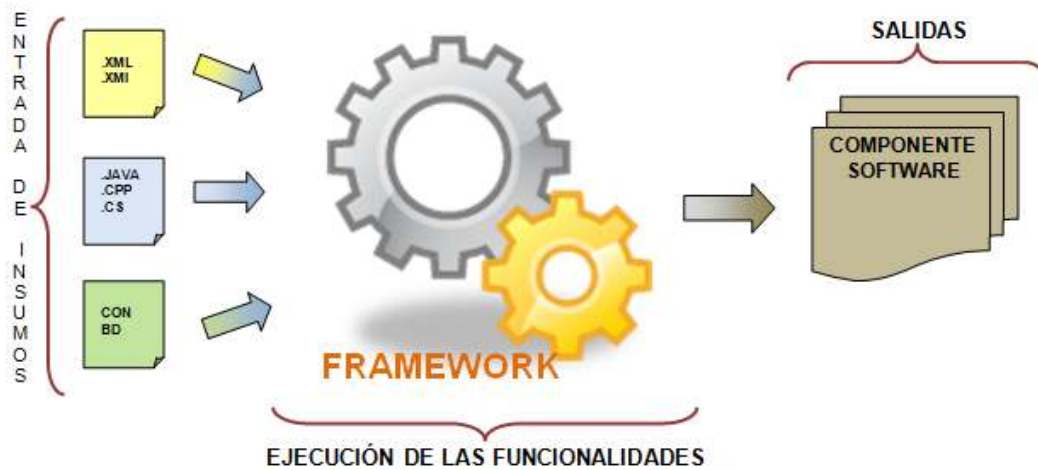 ENTRADA DE INSUMOS
.XML
.XMI
.JAVA
.CPP
.CS
CON
BD
FRAMEWORK
EJECUCIÓN DE LAS FUNCIONALIDADES
SALIDAS
COMPONENTE
SOFTWARE